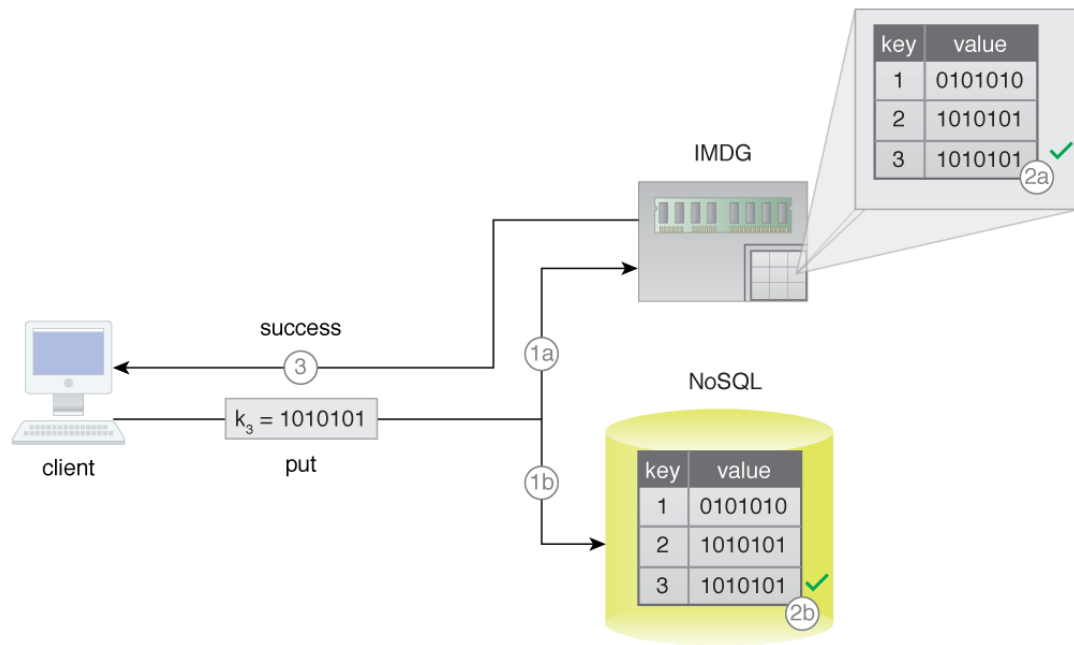 key value
1 0101010
2 1010101
3 1010101
2a
IMDG
success
3
1a
NoSQL
k3 = 1010101
client
put
1b
key value
1 0101010
2 1010101
3 1010101
2b